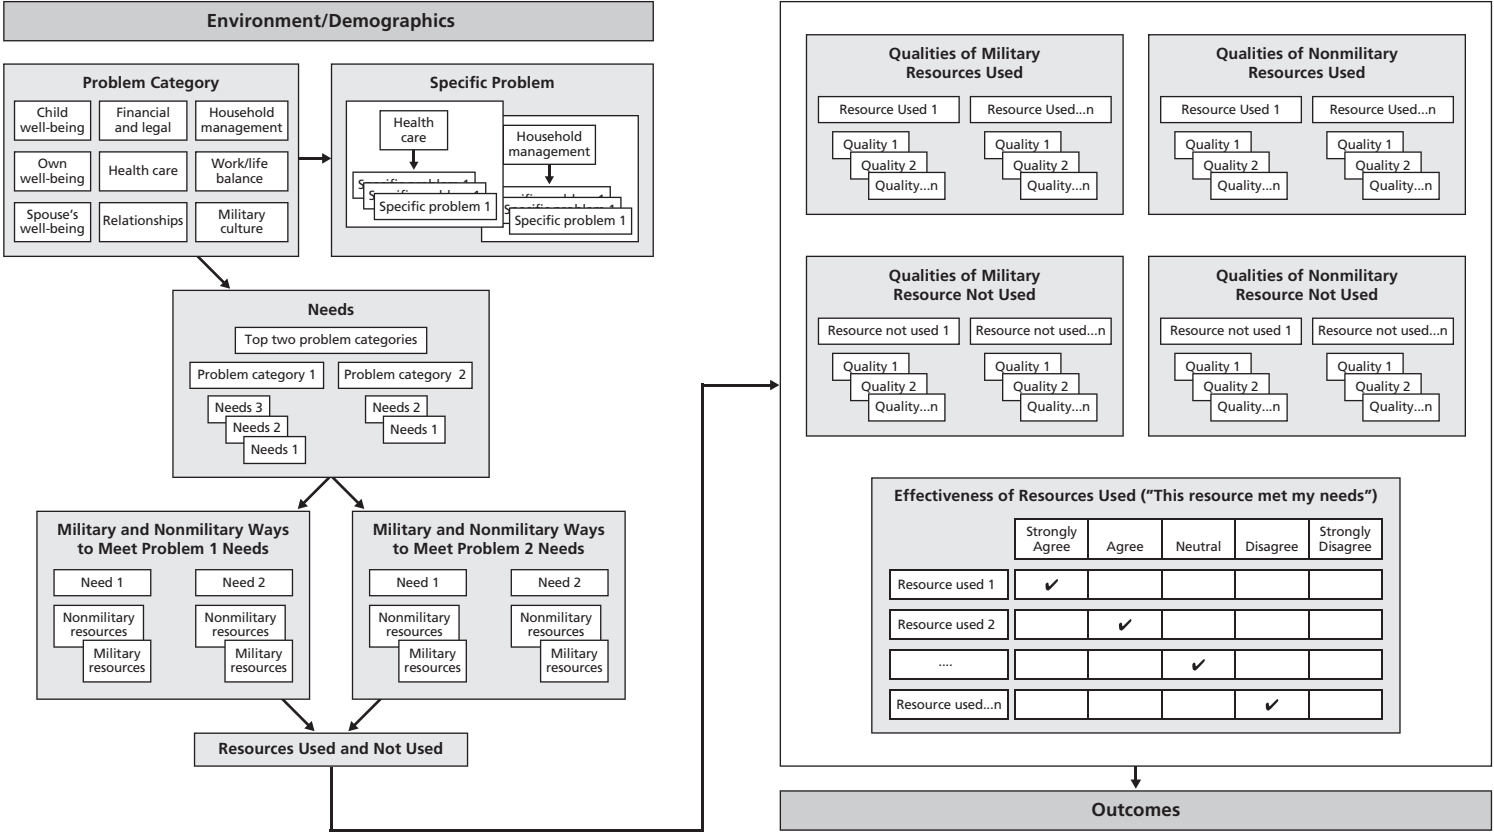 Environment/Demographics
Problem Category
Child
well-being
Financial
and legal
Household
management
Own
well-being
Health care
Work/life
balance
Spouse's
well-being
Relationships
Military
culture
Specific Problem
Health
care
Specific problem 1
Household
management
Specific problem 1
Needs
Top two problem categories
Problem category 1
Needs 3
Needs 2
Needs 1
Problem category 2
Needs 2
Needs 1
Military and Nonmilitary Ways
to Meet Problem 1 Needs
Need 1
Nonmilitary
resources
Military
resources
Need 2
Nonmilitary
resources
Military
resources
Military and Nonmilitary Ways
to Meet Problem 2 Needs
Need 1
Nonmilitary
resources
Military
resources
Need 2
Nonmilitary
resources
Military
resources
Resources Used and Not Used
Qualities of Military
Resources Used
Resource Used 1
Quality 1
Quality 2
Quality...n
Resource Used...n
Quality 1
Quality 2
Quality...n
Qualities of Nonmilitary
Resources Used
Resource Used 1
Quality 1
Quality 2
Quality...n
Resource Used...n
Quality 1
Quality 2
Quality...n
Qualities of Military
Resource Not Used
Resource not used 1
Quality 1
Quality 2
Quality...n
Resource not used...n
Quality 1
Quality 2
Quality...n
Qualities of Nonmilitary
Resource Not Used
Resource not used 1
Quality 1
Quality 2
Quality...n
Resource not used...n
Quality 1
Quality 2
Quality...n
Effectiveness of Resources Used (”This resource met my needs”)
Strongly
Agree
Agree
Neutral
Disagree
Strongly
Disagree
Resource used 1 ✔
Resource used 2 ✔
.... ✔
Resource used...n ✔
Outcomes